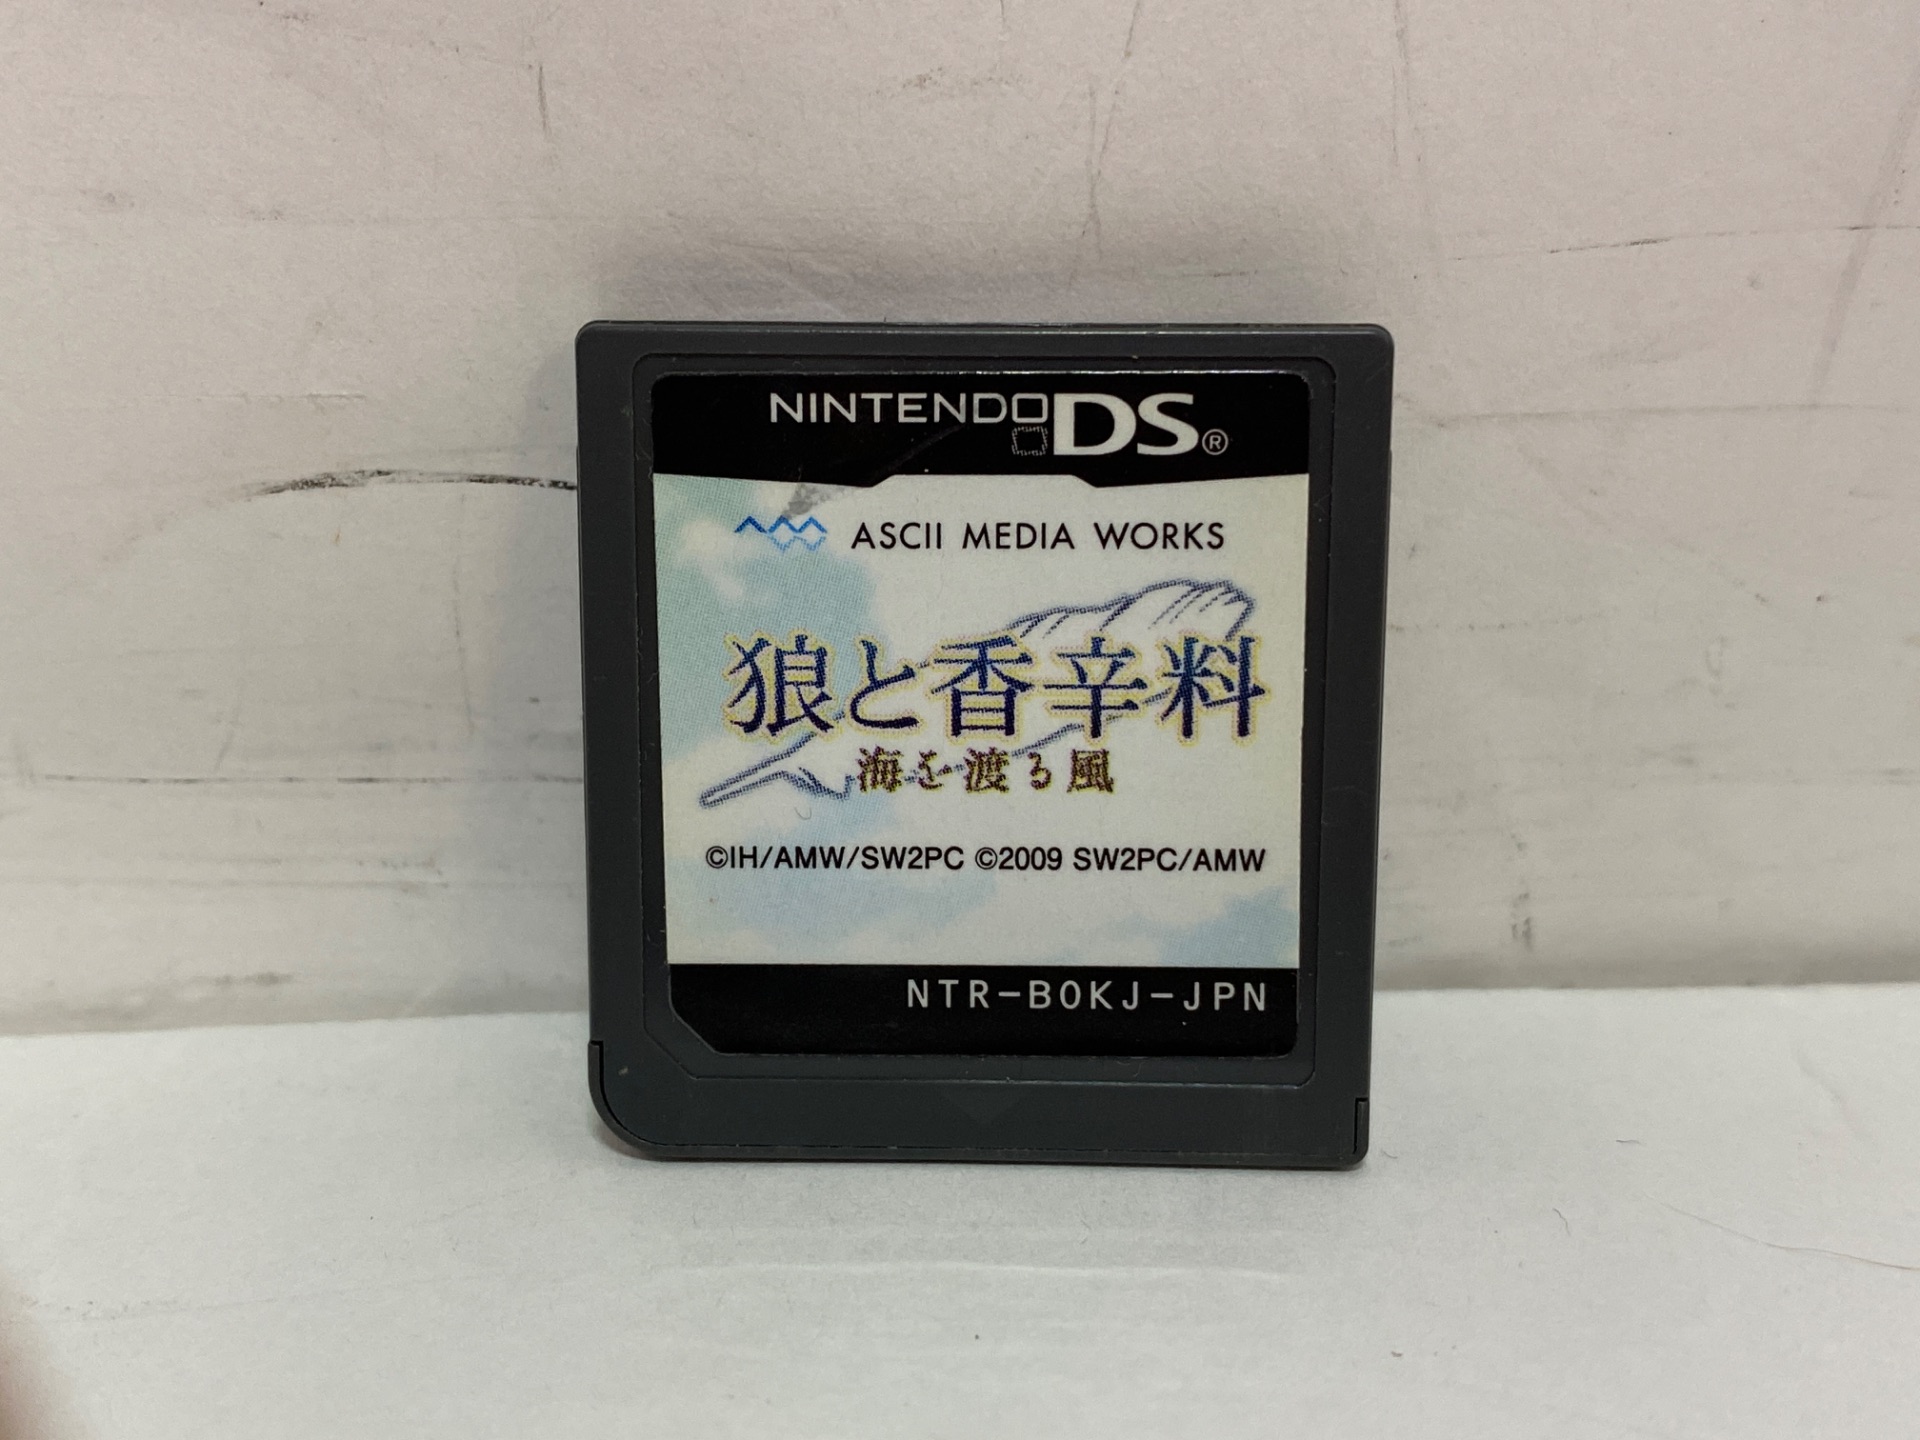 NINTENDO DS®
ASCII MEDIA WORKS
狼と香辛料
海を渡る風
©IH/AMW/SW2PC ©2009 SW2PC/AMW
NTR-B0KJ-JPN